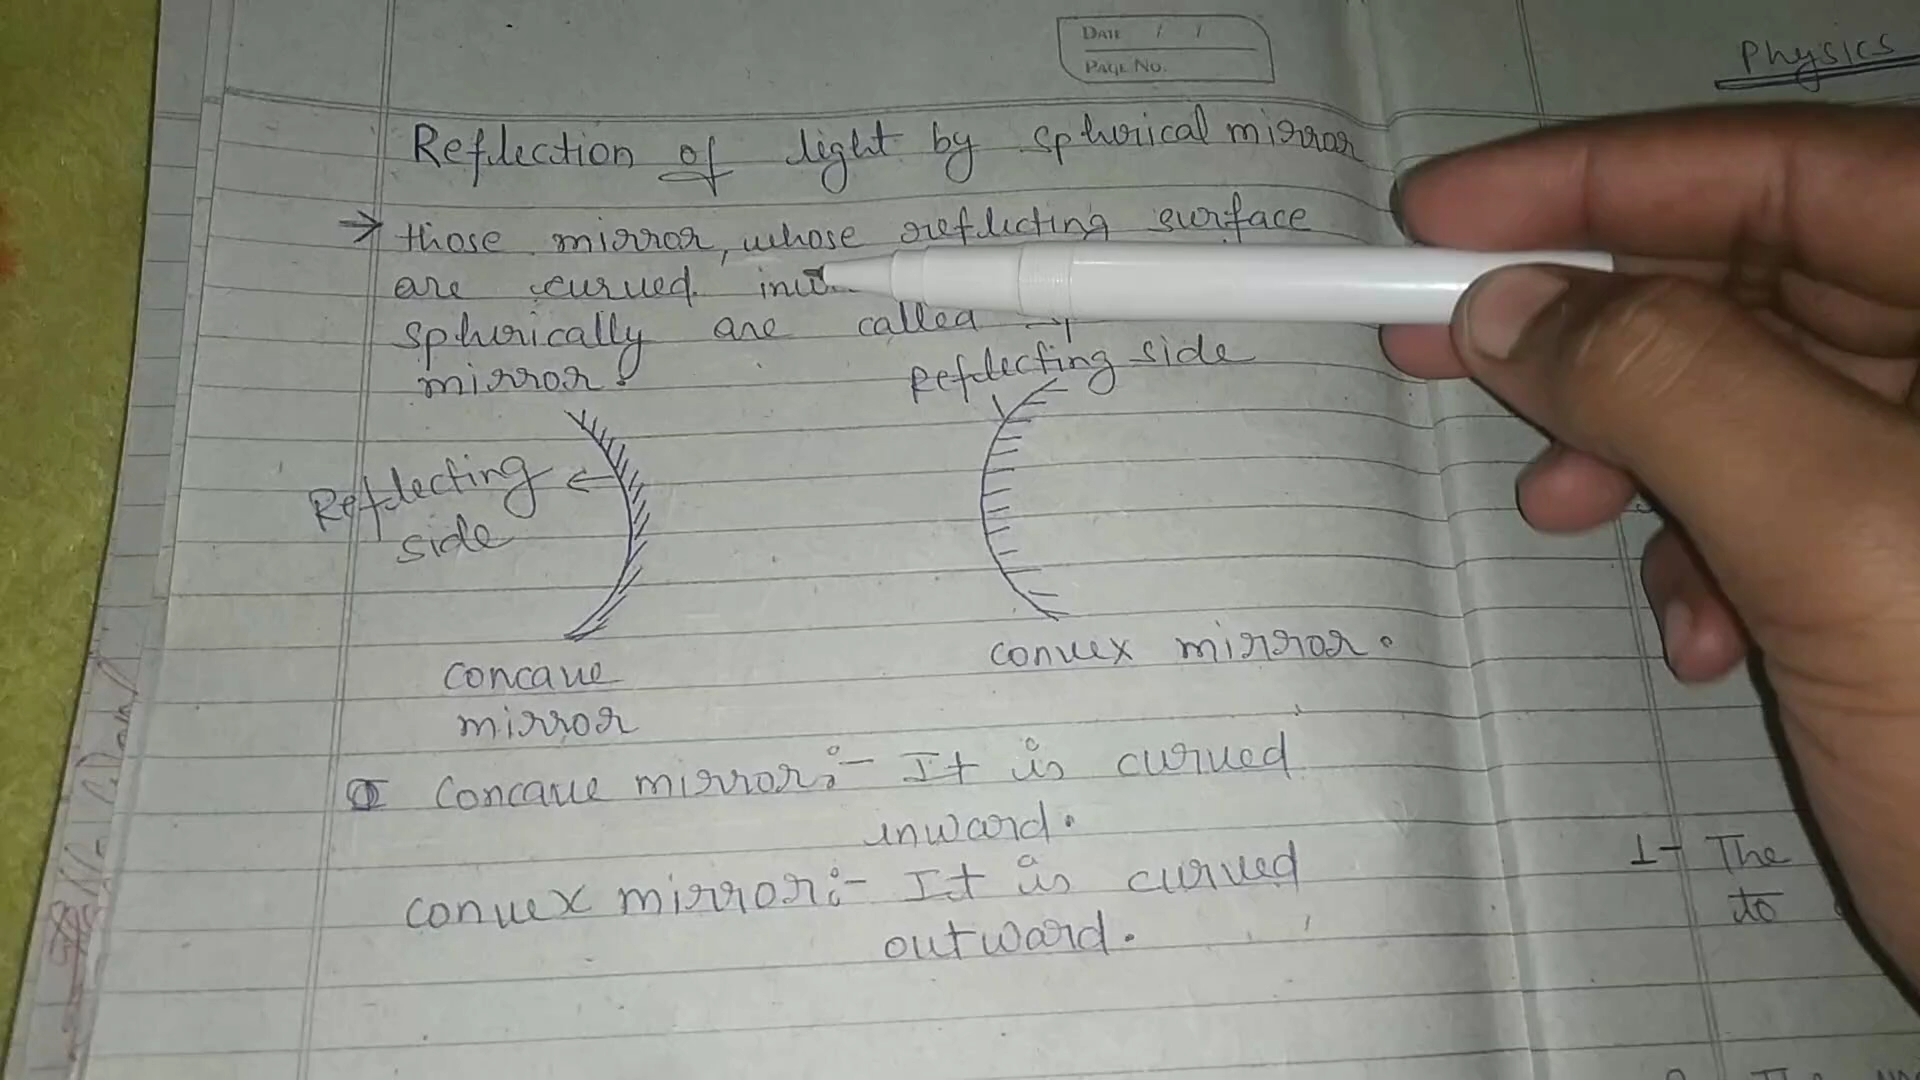 DATE / /
PAGE NO.
Physics
Reflection of light by spherical mirror
→ those mirror, whose reflecting surface
are curved
spherically are called
mirror.
Reflecting side
Reflecting
side
concave
mirror
convex mirror.
Concave mirror:- It is curved
inward.
convex mirror:- It is curved
outward.
1- The
to